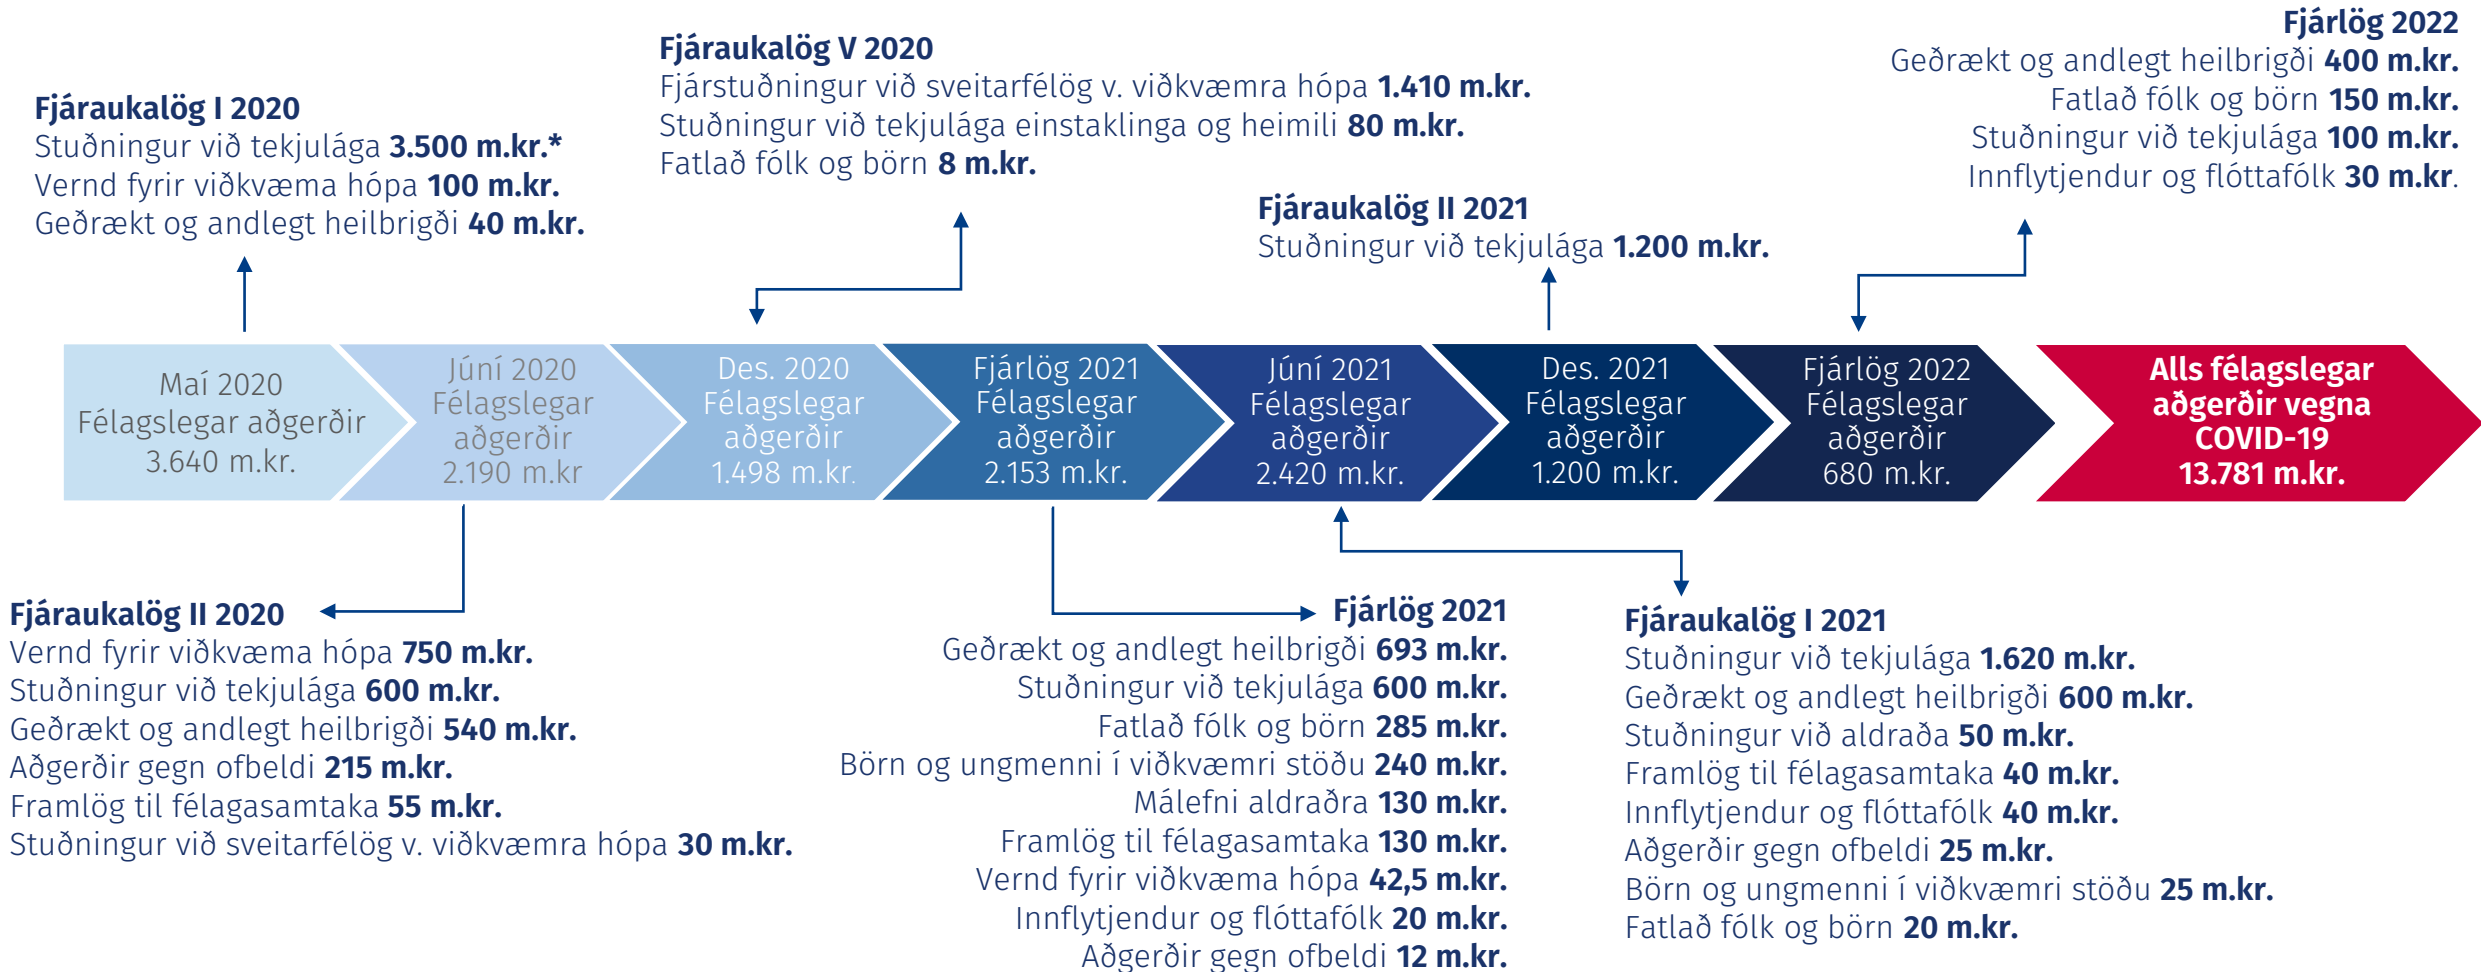 Fjáraukalög I 2020
Stuðningur við tekjulága 3.500 m.kr.*
Vernd fyrir viðkvæma hópa 100 m.kr.
Geðrækt og andlegt heilbrigði 40 m.kr.
Fjáraukalög V 2020
Fjárstuðningur við sveitarfélög v. viðkvæmra hópa 1.410 m.kr.
Stuðningur við tekjulága einstaklinga og heimili 80 m.kr.
Fatlað fólk og börn 8 m.kr.
Fjáraukalög II 2021
Stuðningur við tekjulága 1.200 m.kr.
Fjárlög 2022
Geðrækt og andlegt heilbrigði 400 m.kr.
Fatlað fólk og börn 150 m.kr.
Stuðningur við tekjulága 100 m.kr.
Innflytjendur og flóttafólk 30 m.kr.
Maí 2020
Félagslegar aðgerðir
3.640 m.kr.
Júní 2020
Félagslegar
aðgerðir
2.190 m.kr
Des. 2020
Félagslegar
aðgerðir
1.498 m.kr.
Fjárlög 2021
Félagslegar
aðgerðir
2.153 m.kr.
Júní 2021
Félagslegar
aðgerðir
2.420 m.kr.
Des. 2021
Félagslegar
aðgerðir
1.200 m.kr.
Fjárlög 2022
Félagslegar
aðgerðir
680 m.kr.
Alls félagslegar
aðgerðir vegna
COVID-19
13.781 m.kr.
Fjáraukalög II 2020
Vernd fyrir viðkvæma hópa 750 m.kr.
Stuðningur við tekjulága 600 m.kr.
Geðrækt og andlegt heilbrigði 540 m.kr.
Aðgerðir gegn ofbeldi 215 m.kr.
Framlög til félagasamtaka 55 m.kr.
Stuðningur við sveitarfélög v. viðkvæmra hópa 30 m.kr.
Fjárlög 2021
Geðrækt og andlegt heilbrigði 693 m.kr.
Stuðningur við tekjulága 600 m.kr.
Fatlað fólk og börn 285 m.kr.
Börn og ungmenni í viðkvæmri stöðu 240 m.kr.
Málefni aldraðra 130 m.kr.
Framlög til félagasamtaka 130 m.kr.
Vernd fyrir viðkvæma hópa 42,5 m.kr.
Innflytjendur og flóttafólk 20 m.kr.
Aðgerðir gegn ofbeldi 12 m.kr.
Fjáraukalög I 2021
Stuðningur við tekjulága 1.620 m.kr.
Geðrækt og andlegt heilbrigði 600 m.kr.
Stuðningur við aldraða 50 m.kr.
Framlög til félagasamtaka 40 m.kr.
Innflytjendur og flóttafólk 40 m.kr.
Aðgerðir gegn ofbeldi 25 m.kr.
Börn og ungmenni í viðkvæmri stöðu 25 m.kr.
Fatlað fólk og börn 20 m.kr.